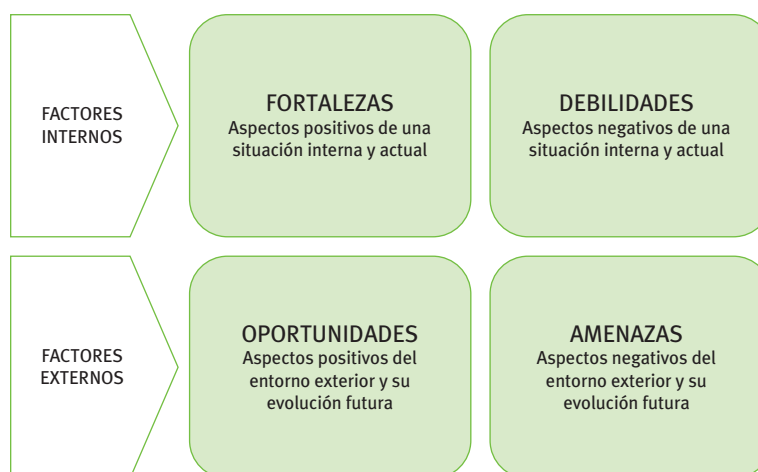 FACTORES
INTERNOS
FORTALEZAS
Aspectos positivos de una
situación interna y actual
DEBILIDADES
Aspectos negativos de una
situación interna y actual
FACTORES
EXTERNOS
OPORTUNIDADES
Aspectos positivos del
entorno exterior y su
evolución futura
AMENAZAS
Aspectos negativos del
entorno exterior y su
evolución futura